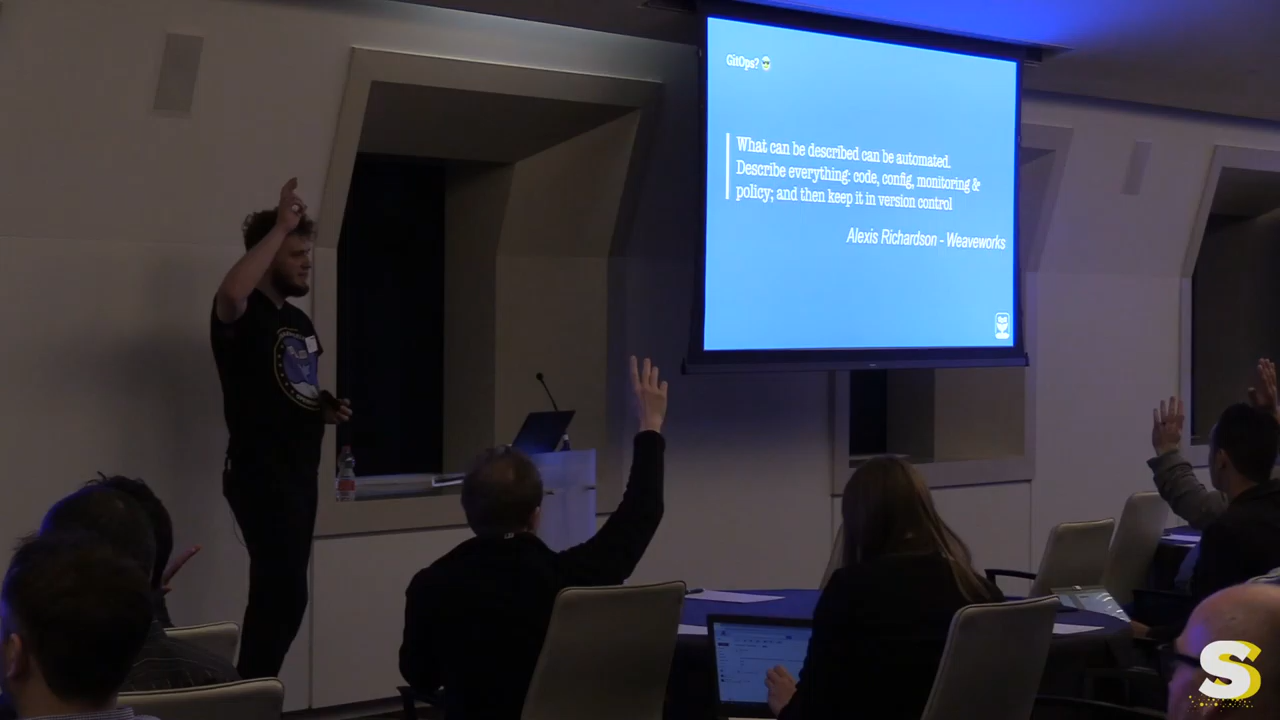 GitOps? 😎
What can be described can be automated.
Describe everything: code, config, monitoring &
policy; and then keep it in version control
Alexis Richardson - Weaveworks
S